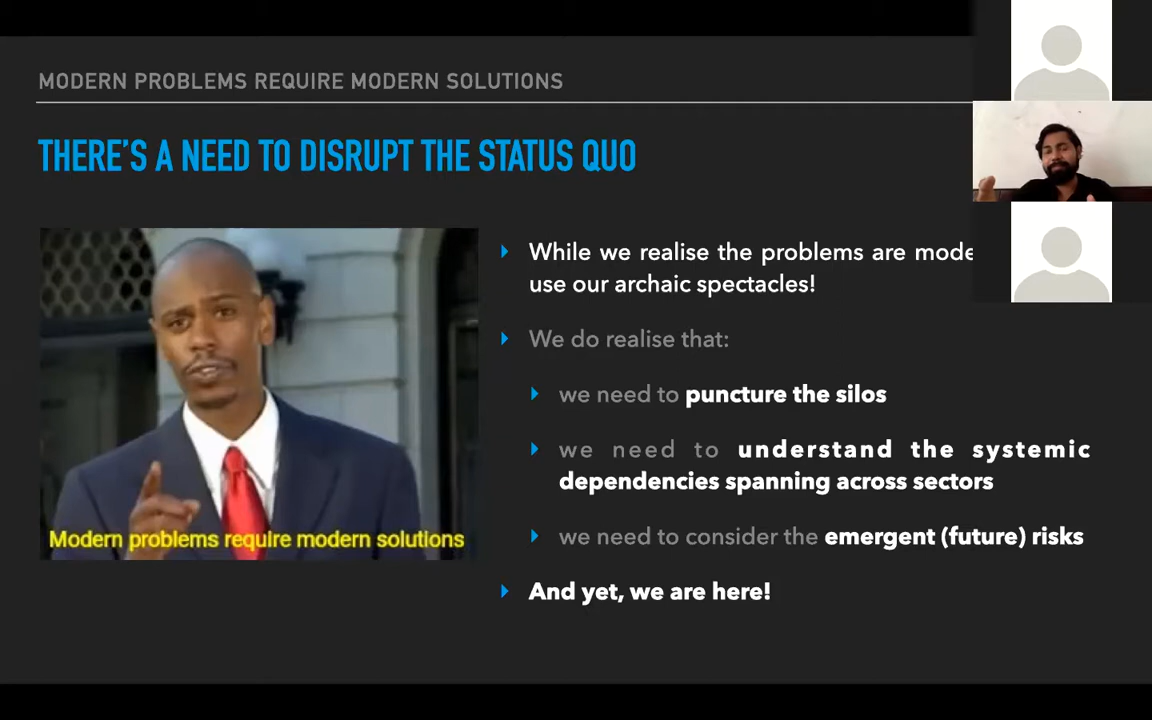 MODERN PROBLEMS REQUIRE MODERN SOLUTIONS
THERE'S A NEED TO DISRUPT THE STATUS QUO
While we realise the problems are
use our archaic spectacles!
We do realise that:
we need to puncture the silos
we need to understand the systemic
dependencies spanning across sectors
we need to consider the emergent (future) risks
And yet, we are here!
Modern problems require modern solutions